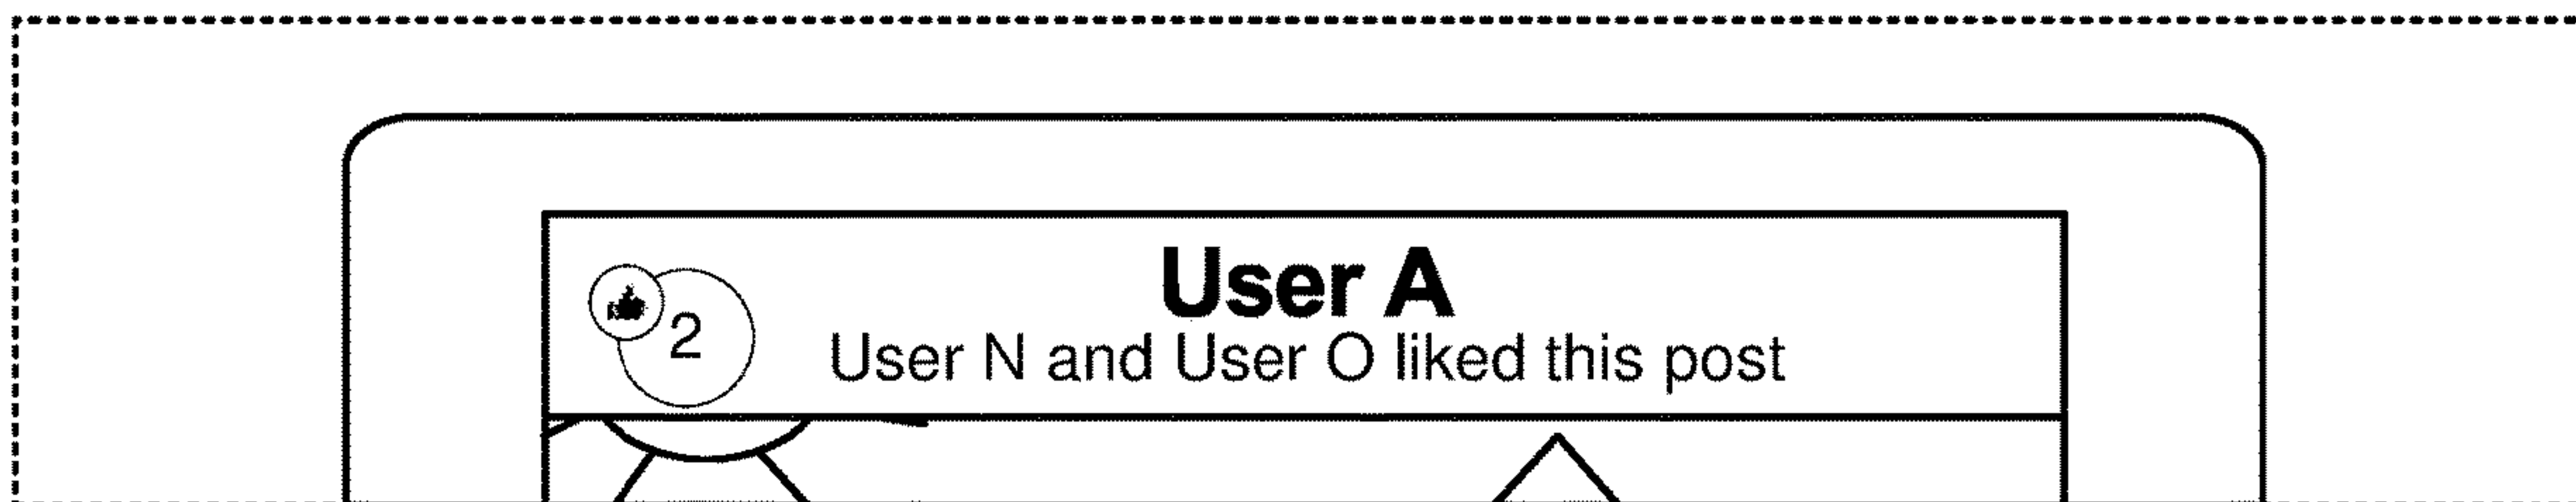 User A
2
User N and User O liked this post